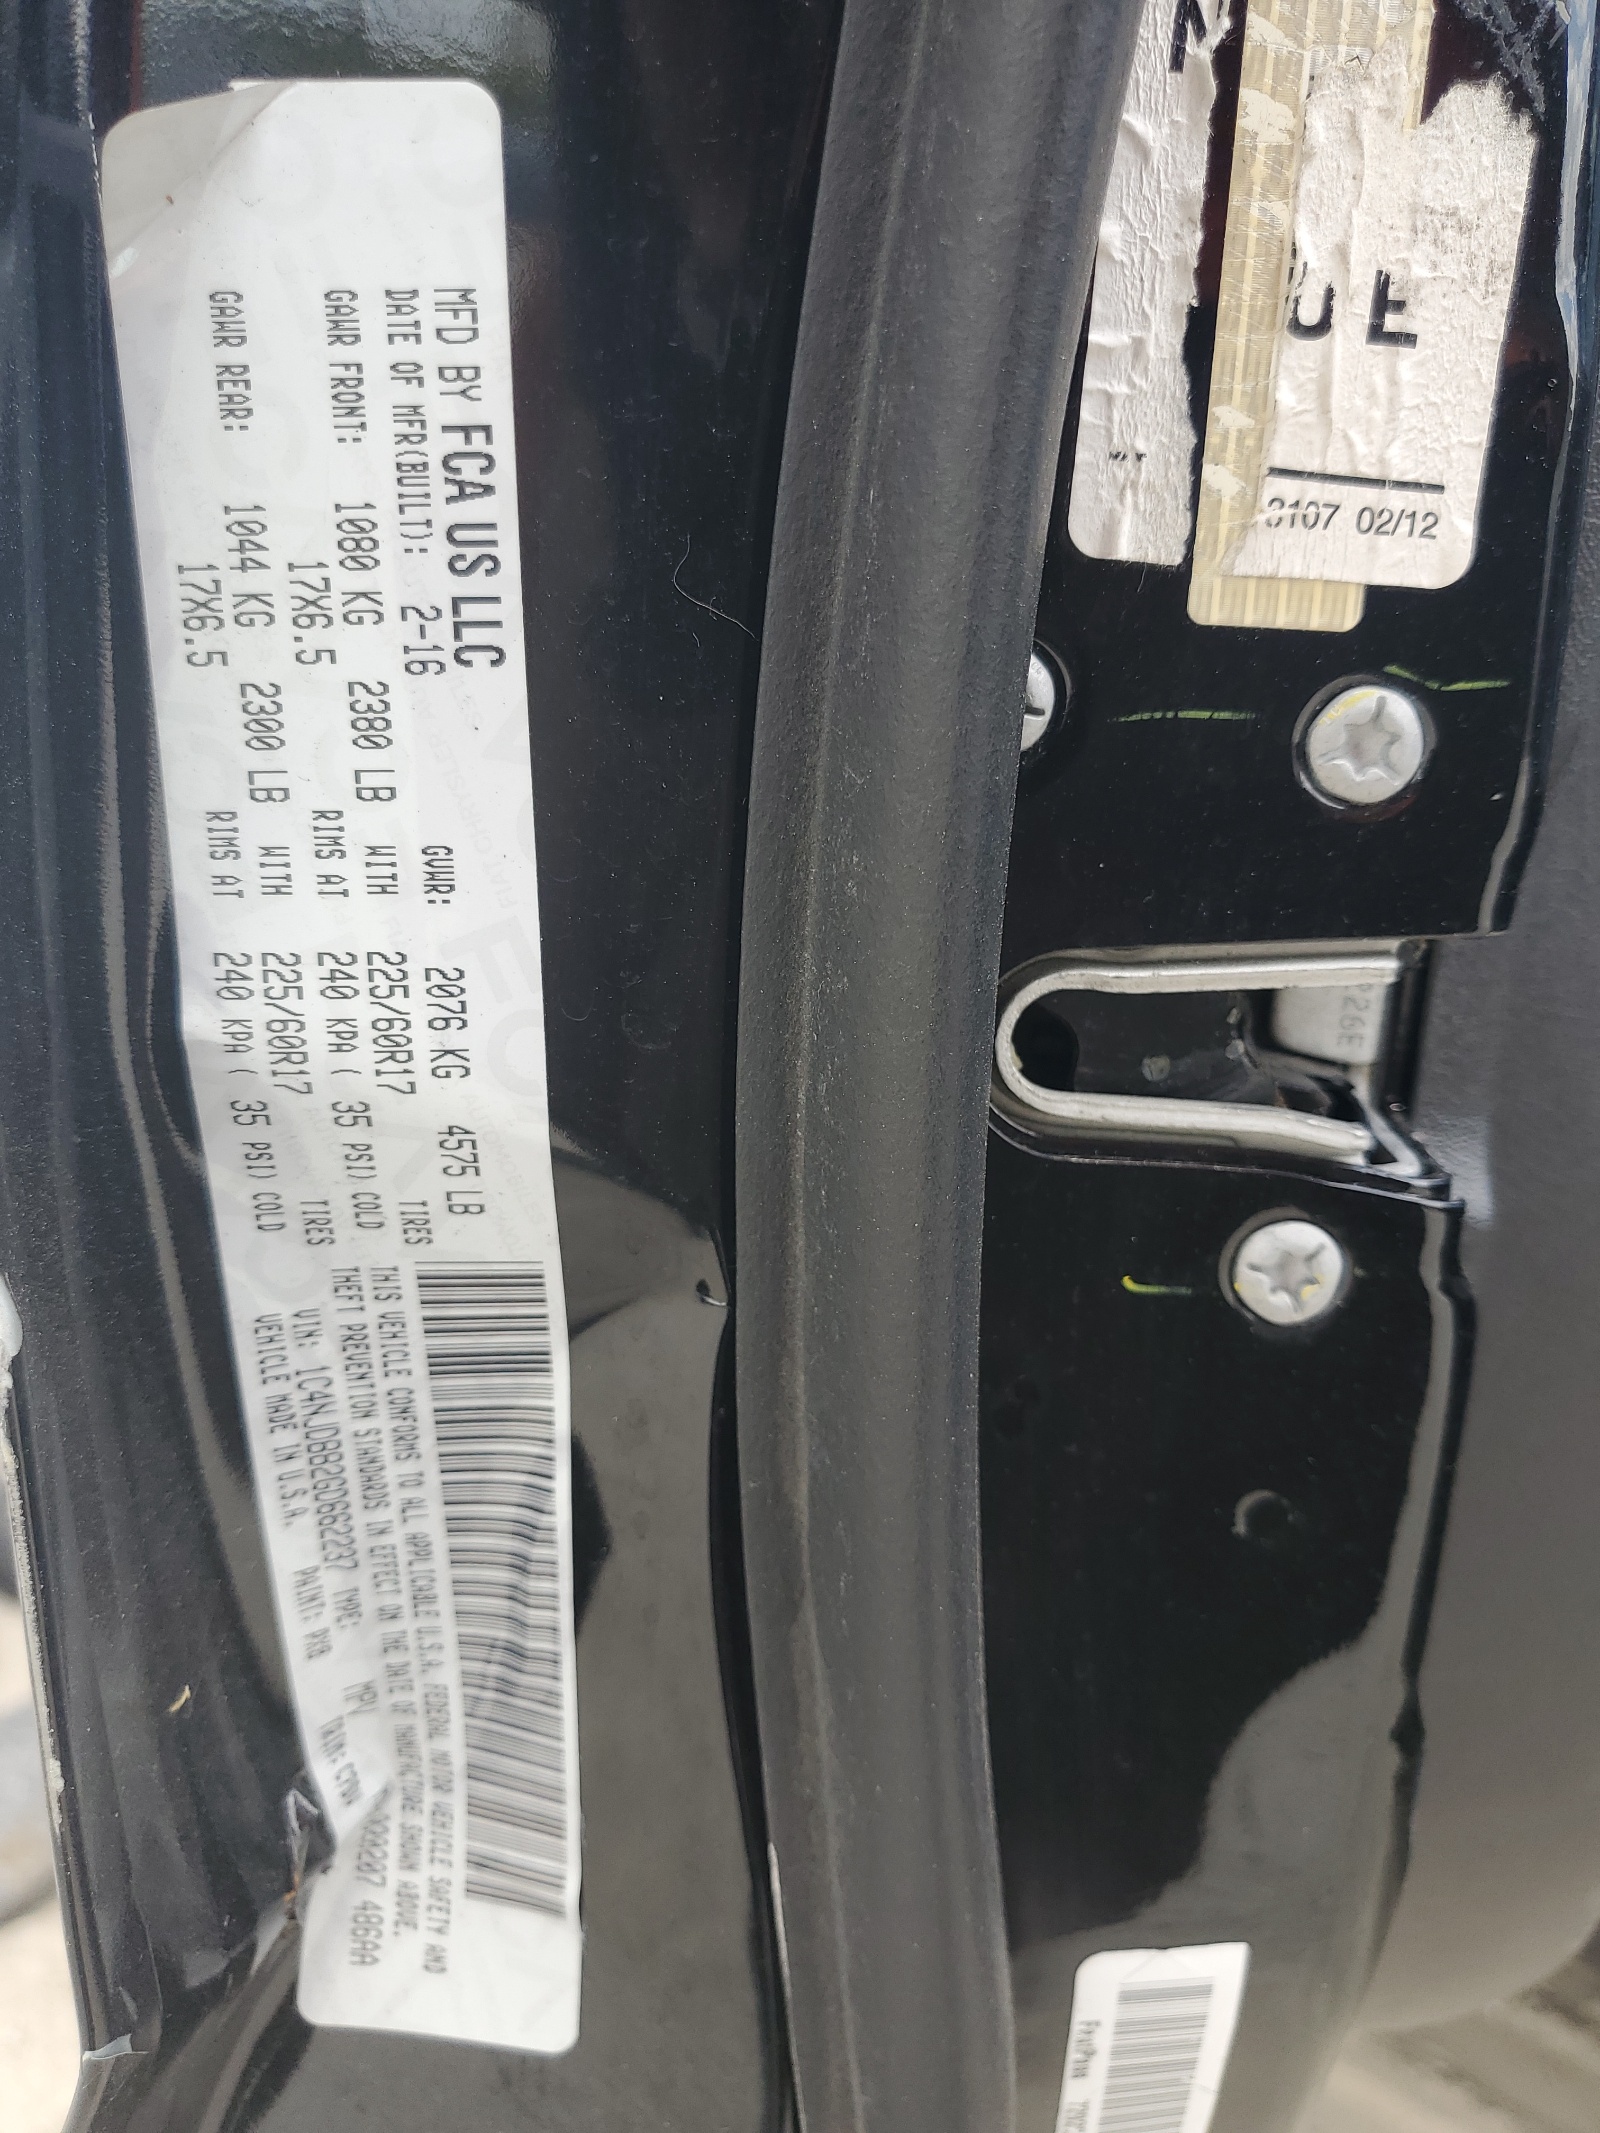 MFD BY FCA US LLC
DATE OF MFR(BUILT): 2-16 GVWR: 2076 KG 4575 LB
GAWR FRONT: 1080 KG 2380 LB WITH 225/60R17 TIRES
17X6.5 RIMS AT 240 KPA ( 35 PSI) COLD
GAWR REAR: 1044 KG 2300 LB WITH 225/60R17 TIRES
17X6.5 RIMS AT 240 KPA ( 35 PSI) COLD
THIS VEHICLE CONFORMS TO ALL APPLICABLE U.S.A. FEDERAL MOTOR VEHICLE SAFETY AND
THEFT PREVENTION STANDARDS IN EFFECT ON THE DATE OF MANUFACTURE SHOWN ABOVE.
VIN: 1C4NJDBB2GD662237 TYPE: MPV
486AA
VEHICLE MADE IN U.S.A. PAINT:
U E
02/12
226E